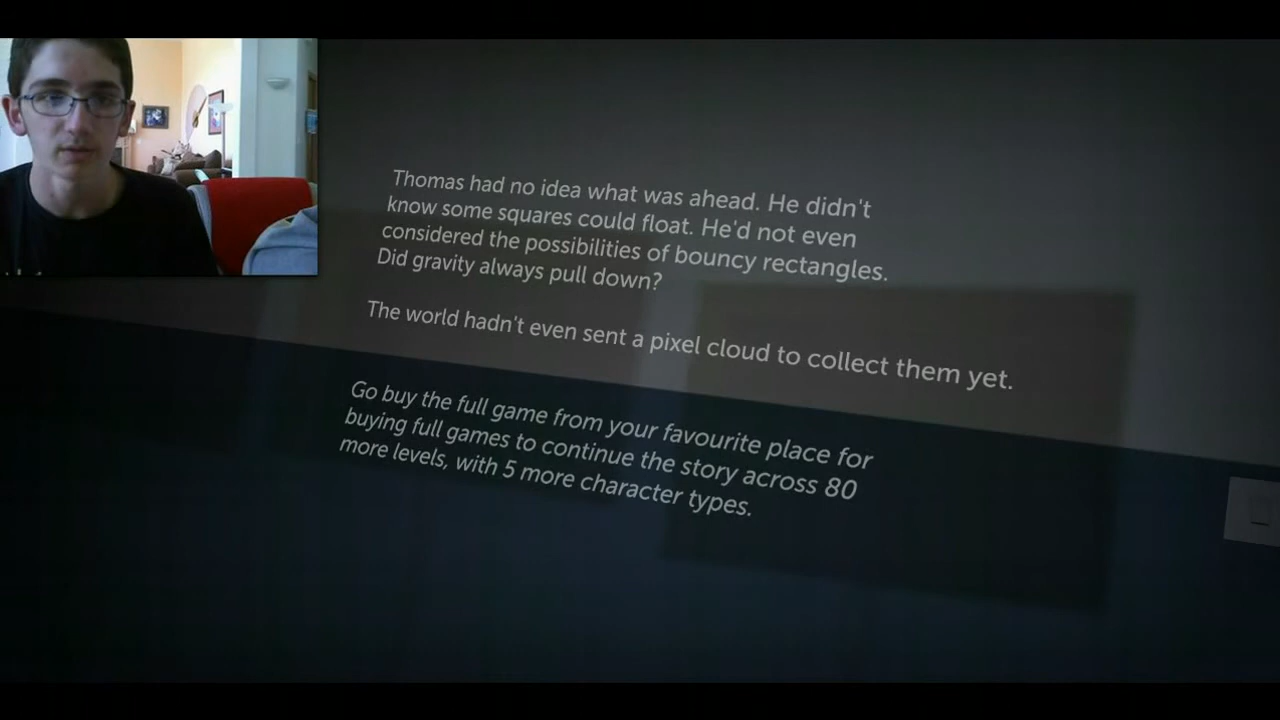 Thomas had no idea what was ahead. He didn't
know some squares could float. He'd not even
considered the possibilities of bouncy rectangles.
Did gravity always pull down?
The world hadn't even sent a pixel cloud to collect them yet.
Go buy the full game from your favourite place for
buying full games to continue the story across 80
more levels, with 5 more character types.